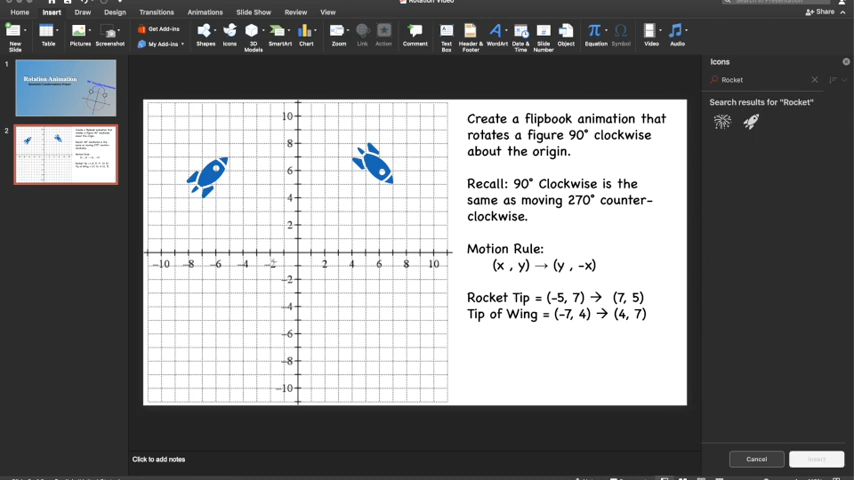 Rotation Video
Home Insert Draw Design Transitions Animations Slide Show Review View
Share
New Slide
Table
Pictures
Screenshot
Get Add-ins
My Add-ins
Shapes
Icons
3D Models
SmartArt
Chart
Zoom
Link
Action
Comment
Text Box
Header & Footer
WordArt
Date & Time
Slide Number
Object
Equation
Symbol
Video
Audio
1
Rotation Animation
2
10
8
6
4
2
-10 -8 -6 -4 -2 2 4 6 8 10
-2
-4
-6
-8
-10
Create a flipbook animation that
rotates a figure 90° clockwise
about the origin.
Recall: 90° Clockwise is the
same as moving 270° counter-
clockwise.
Motion Rule:
(x , y) → (y , -x)
Rocket Tip = (-5, 7) → (7, 5)
Tip of Wing = (-7, 4) → (4, 7)
Icons
Rocket
Search results for "Rocket"
Cancel
Insert
Click to add notes